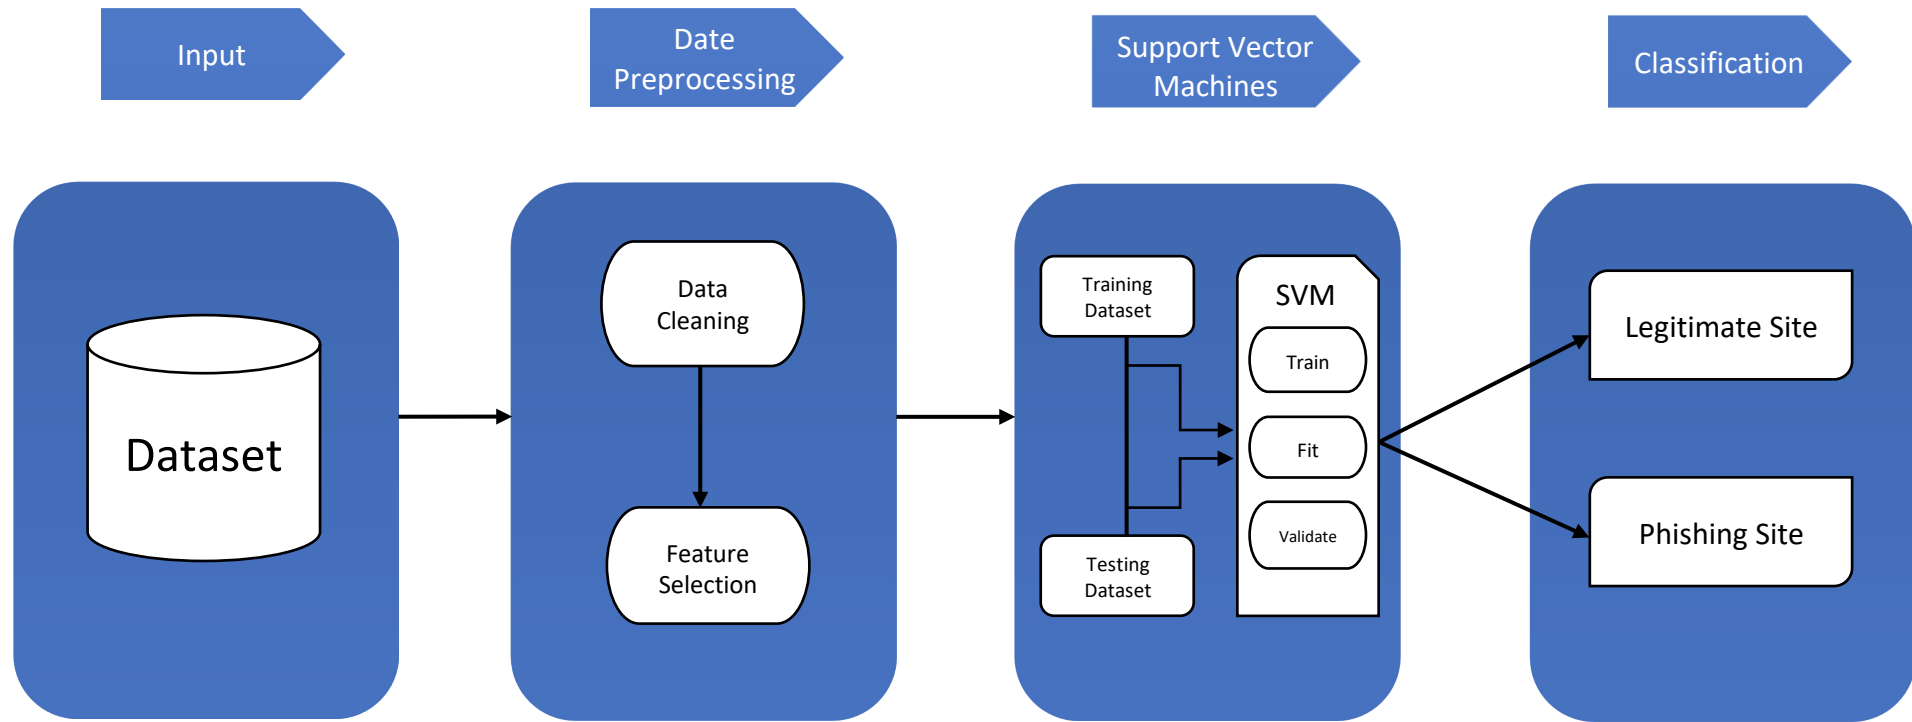 Input
Date
Preprocessing
Support Vector
Machines
Classification
Dataset
Data
Cleaning
Feature
Selection
Training
Dataset
Testing
Dataset
SVM
Train
Fit
Validate
Legitimate Site
Phishing Site